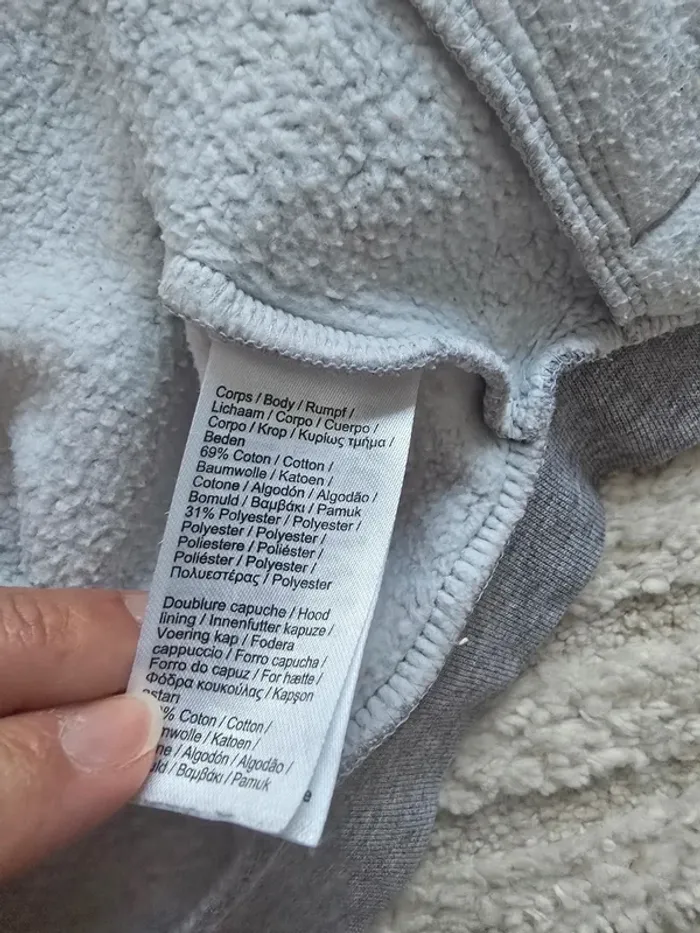 Corps / Body / Rumpf /
Lichaam / Corpo / Cuerpo /
Corpo / Krop / Κυρίως τμήμα /
Beden
69% Coton / Cotton /
Baumwolle / Katoen /
Cotone / Algodón / Algodão /
Bomuld / Βαμβάκι / Pamuk
31% Polyester / Polyester /
Polyester / Polyester /
Poliestere / Poliéster /
Poliéster / Polyester /
Πολυεστέρας / Polyester
Doublure capuche / Hood
lining / Innenfutter kapuze /
Voering kap / Fodera
cappuccio / Forro capucha /
Forro do capuz / For hætte /
Φόδρα κουκούλας / Kapşon
astari
% Coton / Cotton /
mwolle / Katoen /
ne / Algodón / Algodão /
uld / Βαμβάκι / Pamuk